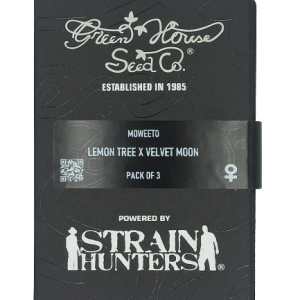 Green House
Seed Co.®
ESTABLISHED IN 1985
MOWEETO
LEMON TREE X VELVET MOON
PACK OF 3
POWERED BY
STRAIN
HUNTERS®